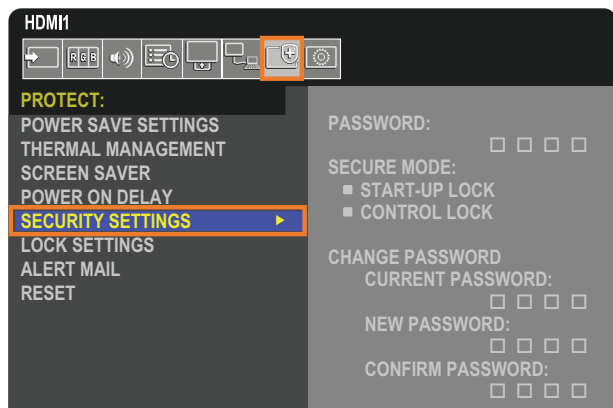 HDMI1
RGB
PROTECT:
POWER SAVE SETTINGS
THERMAL MANAGEMENT
SCREEN SAVER
POWER ON DELAY
SECURITY SETTINGS
LOCK SETTINGS
ALERT MAIL
RESET
PASSWORD:
SECURE MODE:
START-UP LOCK
CONTROL LOCK
CHANGE PASSWORD
CURRENT PASSWORD:
NEW PASSWORD:
CONFIRM PASSWORD: